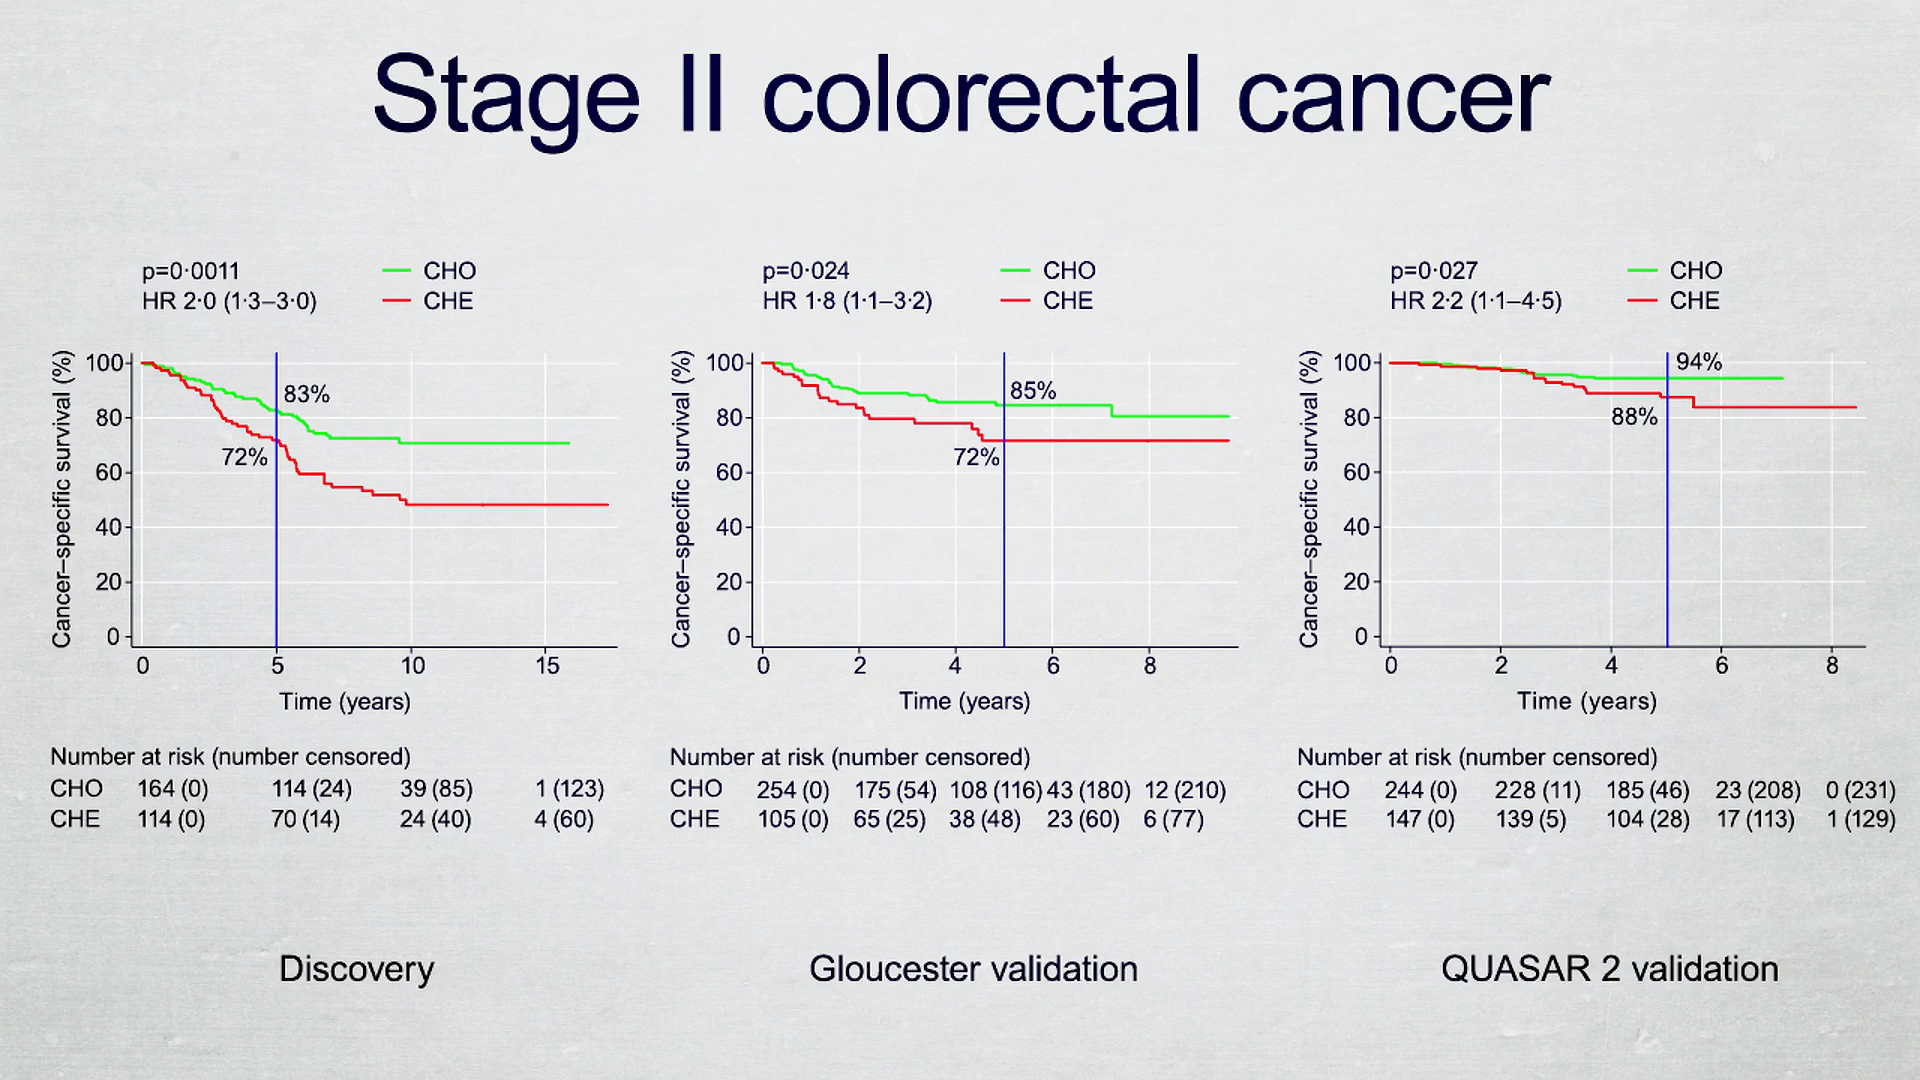 Stage II colorectal cancer
p=0·0011
HR 2·0 (1·3–3·0)
CHO
CHE
Cancer–specific survival (%)
100
80
60
40
20
0
83%
72%
0 5 10 15
Time (years)
Number at risk (number censored)
CHO 164 (0) 114 (24) 39 (85) 1 (123)
CHE 114 (0) 70 (14) 24 (40) 4 (60)
Discovery
p=0·024
HR 1·8 (1·1–3·2)
CHO
CHE
Cancer–specific survival (%)
100
80
60
40
20
0
85%
72%
0 2 4 6 8
Time (years)
Number at risk (number censored)
CHO 254 (0) 175 (54) 108 (116) 43 (180) 12 (210)
CHE 105 (0) 65 (25) 38 (48) 23 (60) 6 (77)
Gloucester validation
p=0·027
HR 2·2 (1·1–4·5)
CHO
CHE
Cancer–specific survival (%)
100
80
60
40
20
0
94%
88%
0 2 4 6 8
Time (years)
Number at risk (number censored)
CHO 244 (0) 228 (11) 185 (46) 23 (208) 0 (231)
CHE 147 (0) 139 (5) 104 (28) 17 (113) 1 (129)
QUASAR 2 validation